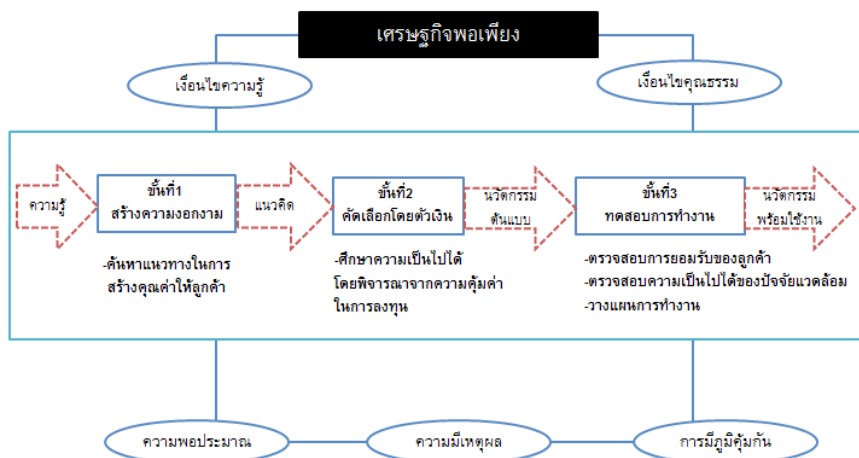 เศรษฐกิจพอเพียง
เงื่อนไขความรู้
เงื่อนไขคุณธรรม
ความรู้
ขั้นที่1
สร้างความงอกงาม
แนวคิด
ขั้นที่2
คัดเลือกโดยตัวเงิน
นวัตกรรม
ต้นแบบ
ขั้นที่3
ทดสอบการทำงาน
นวัตกรรม
พร้อมใช้งาน
-ค้นหาแนวทางในการ
สร้างคุณค่าให้ลูกค้า
-ศึกษาความเป็นไปได้
โดยพิจารณาจากความคุ้มค่า
ในการลงทุน
-ตรวจสอบการยอมรับของลูกค้า
-ตรวจสอบความเป็นไปได้ของปัจจัยแวดล้อม
-วางแผนการทำงาน
ความพอประมาณ
ความมีเหตุผล
การมีภูมิคุ้มกัน